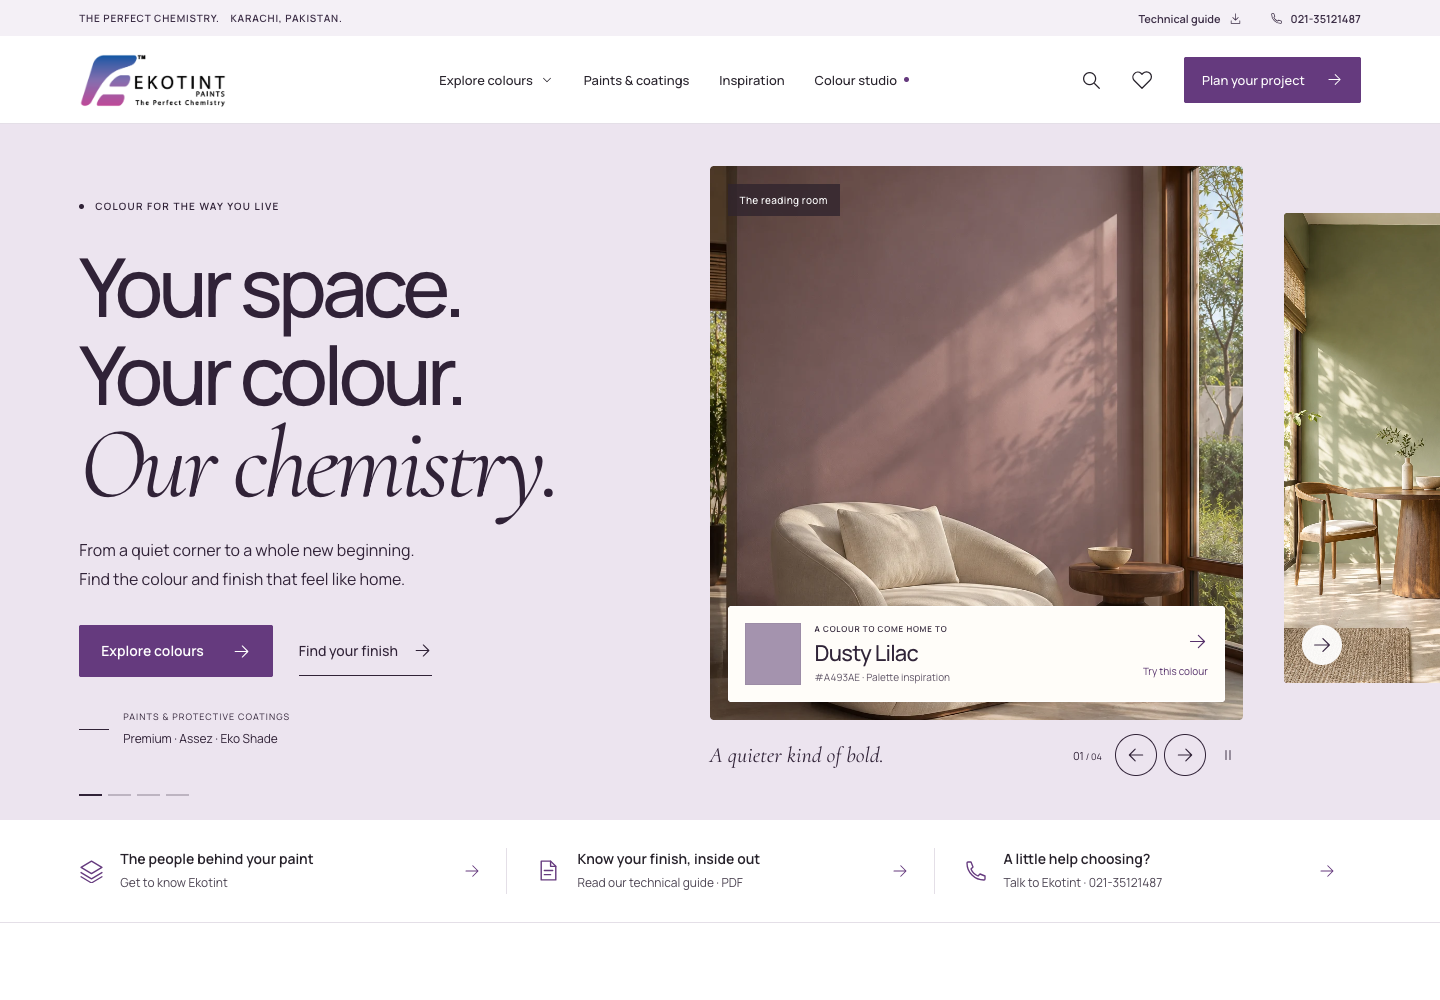 THE PERFECT CHEMISTRY. KARACHI, PAKISTAN.
Technical guide
021-35121487
EKOTINT
TM
PAINTS
The Perfect Chemistry
Explore colours
Paints & coatings
Inspiration
Colour studio
Plan your project
COLOUR FOR THE WAY YOU LIVE
Your space.
Your colour.
Our chemistry.
From a quiet corner to a whole new beginning.
Find the colour and finish that feel like home.
Explore colours
Find your finish
PAINTS & PROTECTIVE COATINGS
Premium · Assez · Eko Shade
The reading room
A COLOUR TO COME HOME TO
Dusty Lilac
#A493AE · Palette inspiration
Try this colour
A quieter kind of bold.
01 / 04
The people behind your paint
Get to know Ekotint
Know your finish, inside out
Read our technical guide · PDF
A little help choosing?
Talk to Ekotint · 021-35121487